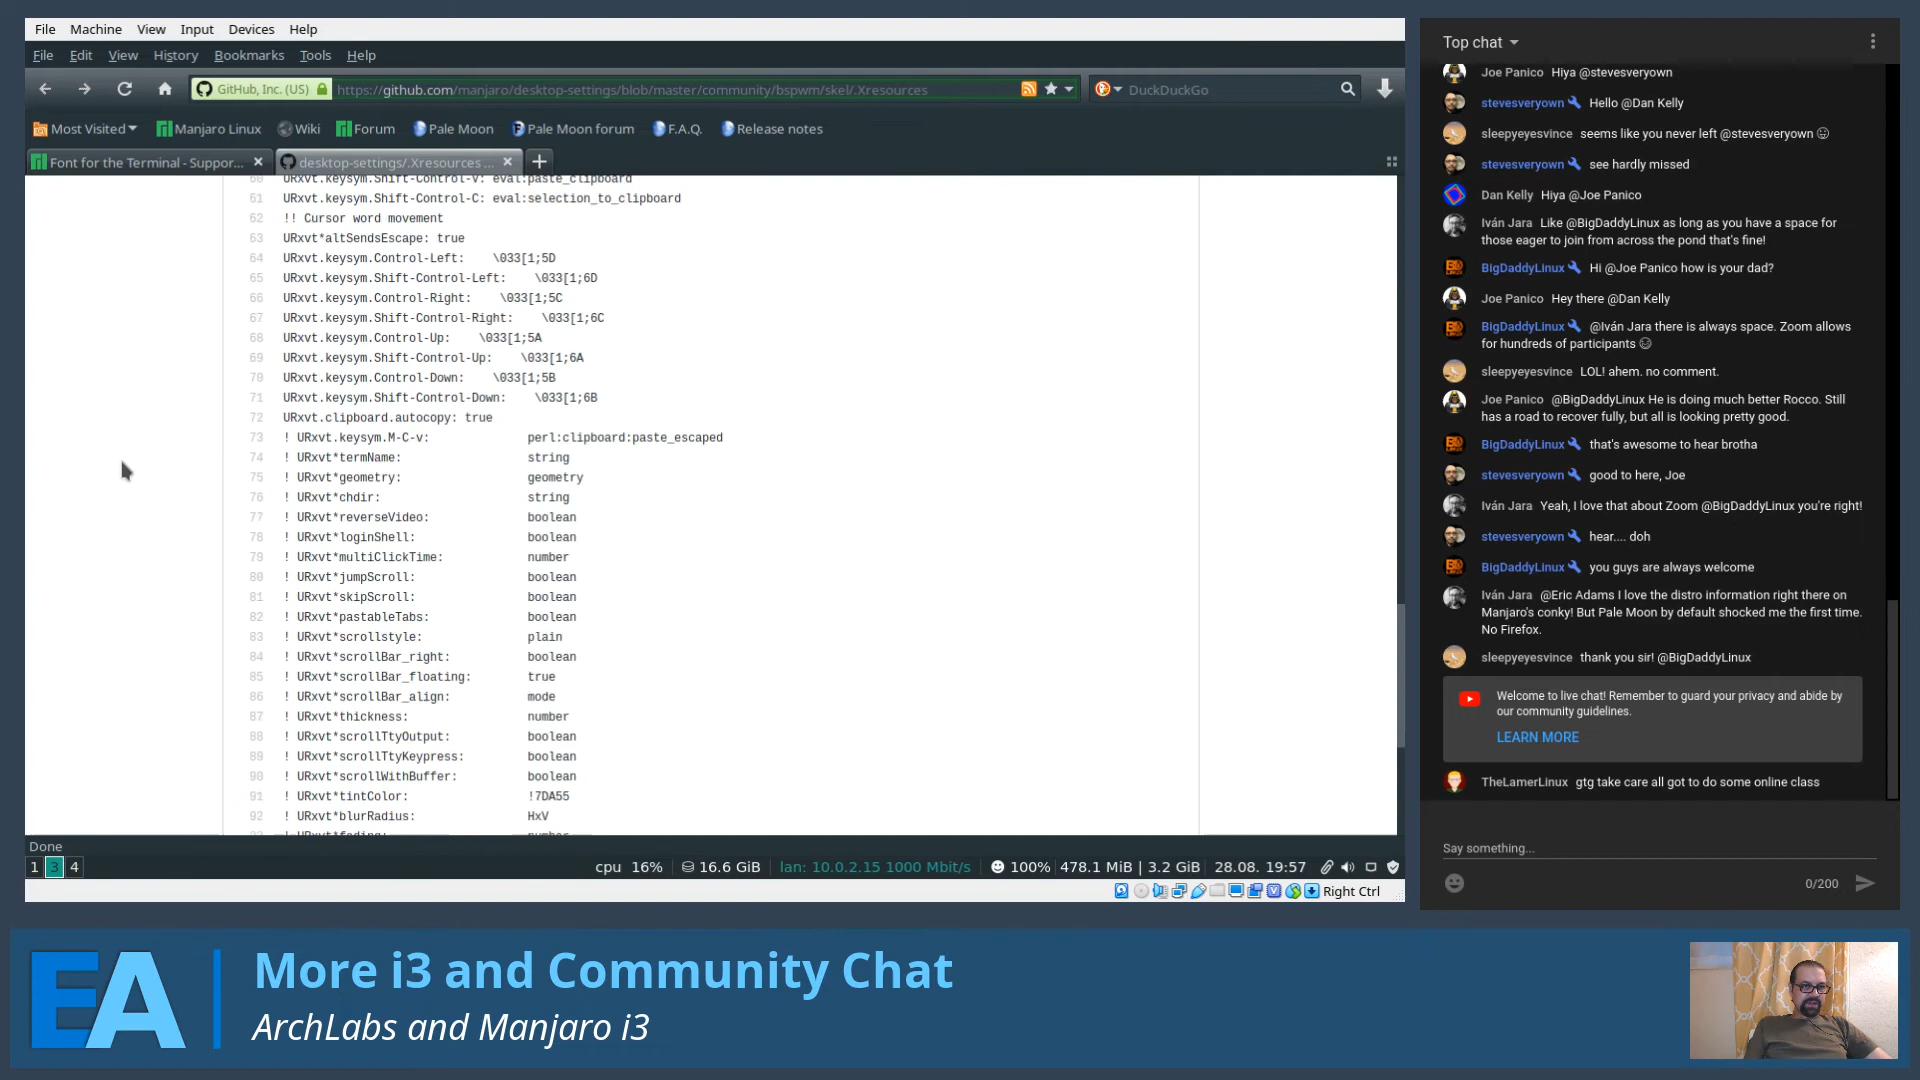 File Machine View Input Devices Help
File Edit View History Bookmarks Tools Help
GitHub, Inc. (US) https://github.com/manjaro/desktop-settings/blob/master/community/bspwm/skel/.Xresources DuckDuckGo
Most Visited Manjaro Linux Wiki Forum Pale Moon Pale Moon forum F.A.Q. Release notes
Font for the Terminal - Suppor... desktop-settings/.Xresources ...
60 URxvt.keysym.Shift-Control-V: eval:paste_clipboard
61 URxvt.keysym.Shift-Control-C: eval:selection_to_clipboard
62 !! Cursor word movement
63 URxvt*altSendsEscape: true
64 URxvt.keysym.Control-Left: \033[1;5D
65 URxvt.keysym.Shift-Control-Left: \033[1;6D
66 URxvt.keysym.Control-Right: \033[1;5C
67 URxvt.keysym.Shift-Control-Right: \033[1;6C
68 URxvt.keysym.Control-Up: \033[1;5A
69 URxvt.keysym.Shift-Control-Up: \033[1;6A
70 URxvt.keysym.Control-Down: \033[1;5B
71 URxvt.keysym.Shift-Control-Down: \033[1;6B
72 URxvt.clipboard.autocopy: true
73 ! URxvt.keysym.M-C-v: perl:clipboard:paste_escaped
74 ! URxvt*termName: string
75 ! URxvt*geometry: geometry
76 ! URxvt*chdir: string
77 ! URxvt*reverseVideo: boolean
78 ! URxvt*loginShell: boolean
79 ! URxvt*multiClickTime: number
80 ! URxvt*jumpScroll: boolean
81 ! URxvt*skipScroll: boolean
82 ! URxvt*pastableTabs: boolean
83 ! URxvt*scrollstyle: plain
84 ! URxvt*scrollBar_right: boolean
85 ! URxvt*scrollBar_floating: true
86 ! URxvt*scrollBar_align: mode
87 ! URxvt*thickness: number
88 ! URxvt*scrollTtyOutput: boolean
89 ! URxvt*scrollTtyKeypress: boolean
90 ! URxvt*scrollWithBuffer: boolean
91 ! URxvt*tintColor: !7DA55
92 ! URxvt*blurRadius: HxV
93 ! URxvt*fading: number
Done
1 3 4 cpu 16% 16.6 GiB lan: 10.0.2.15 1000 Mbit/s 100% 478.1 MiB | 3.2 GiB 28.08. 19:57
Right Ctrl
Top chat
Joe Panico Hiya @stevesveryown
stevesveryown Hello @Dan Kelly
sleepyeyesvince seems like you never left @stevesveryown
stevesveryown see hardly missed
Dan Kelly Hiya @Joe Panico
Iván Jara Like @BigDaddyLinux as long as you have a space for
those eager to join from across the pond that's fine!
BigDaddyLinux Hi @Joe Panico how is your dad?
Joe Panico Hey there @Dan Kelly
BigDaddyLinux @Iván Jara there is always space. Zoom allows
for hundreds of participants
sleepyeyesvince LOL! ahem. no comment.
Joe Panico @BigDaddyLinux He is doing much better Rocco. Still
has a road to recover fully, but all is looking pretty good.
BigDaddyLinux that's awesome to hear brotha
stevesveryown good to here, Joe
Iván Jara Yeah, I love that about Zoom @BigDaddyLinux you're right!
stevesveryown hear.... doh
BigDaddyLinux you guys are always welcome
Iván Jara @Eric Adams I love the distro information right there on
Manjaro's conky! But Pale Moon by default shocked me the first time.
No Firefox.
sleepyeyesvince thank you sir! @BigDaddyLinux
Welcome to live chat! Remember to guard your privacy and abide by
our community guidelines.
LEARN MORE
TheLamerLinux gtg take care all got to do some online class
Say something...
0/200
EA
More i3 and Community Chat
ArchLabs and Manjaro i3